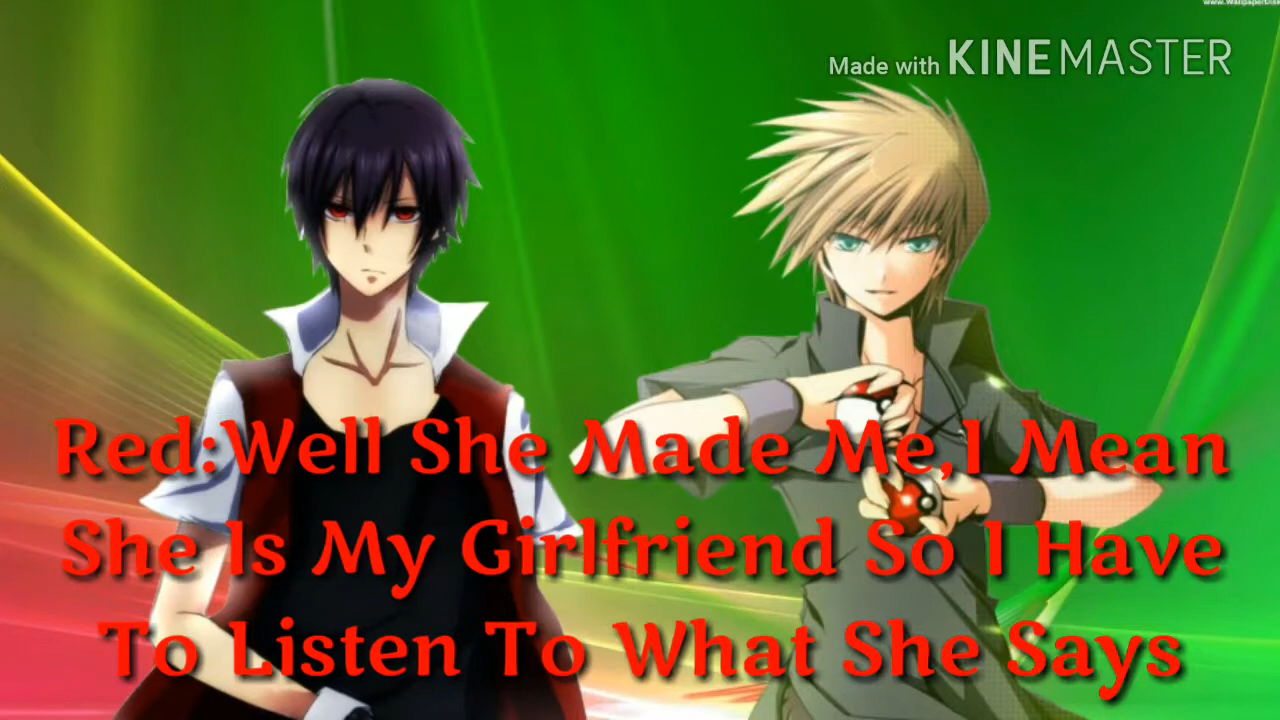 Made with KINEMASTER
Red:Well She Made Me,I Mean
She Is My Girlfriend So I Have
To Listen To What She Says